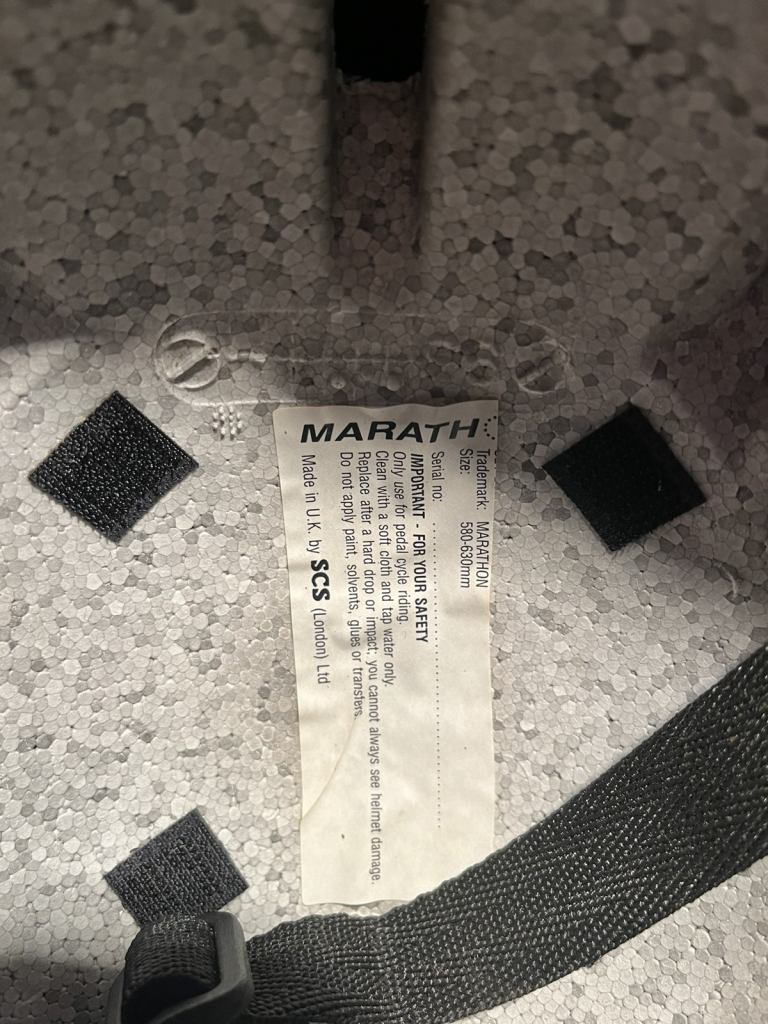 MARATH
Trademark: MARATHON
Size: 580-630mm
Serial no: ........................................
IMPORTANT - FOR YOUR SAFETY
Only use for pedal cycle riding.
Clean with a soft cloth and tap water only.
Replace after a hard drop or impact; you cannot always see helmet damage.
Do not apply paint, solvents, glues or transfers.
Made in U.K. by SCS (London) Ltd